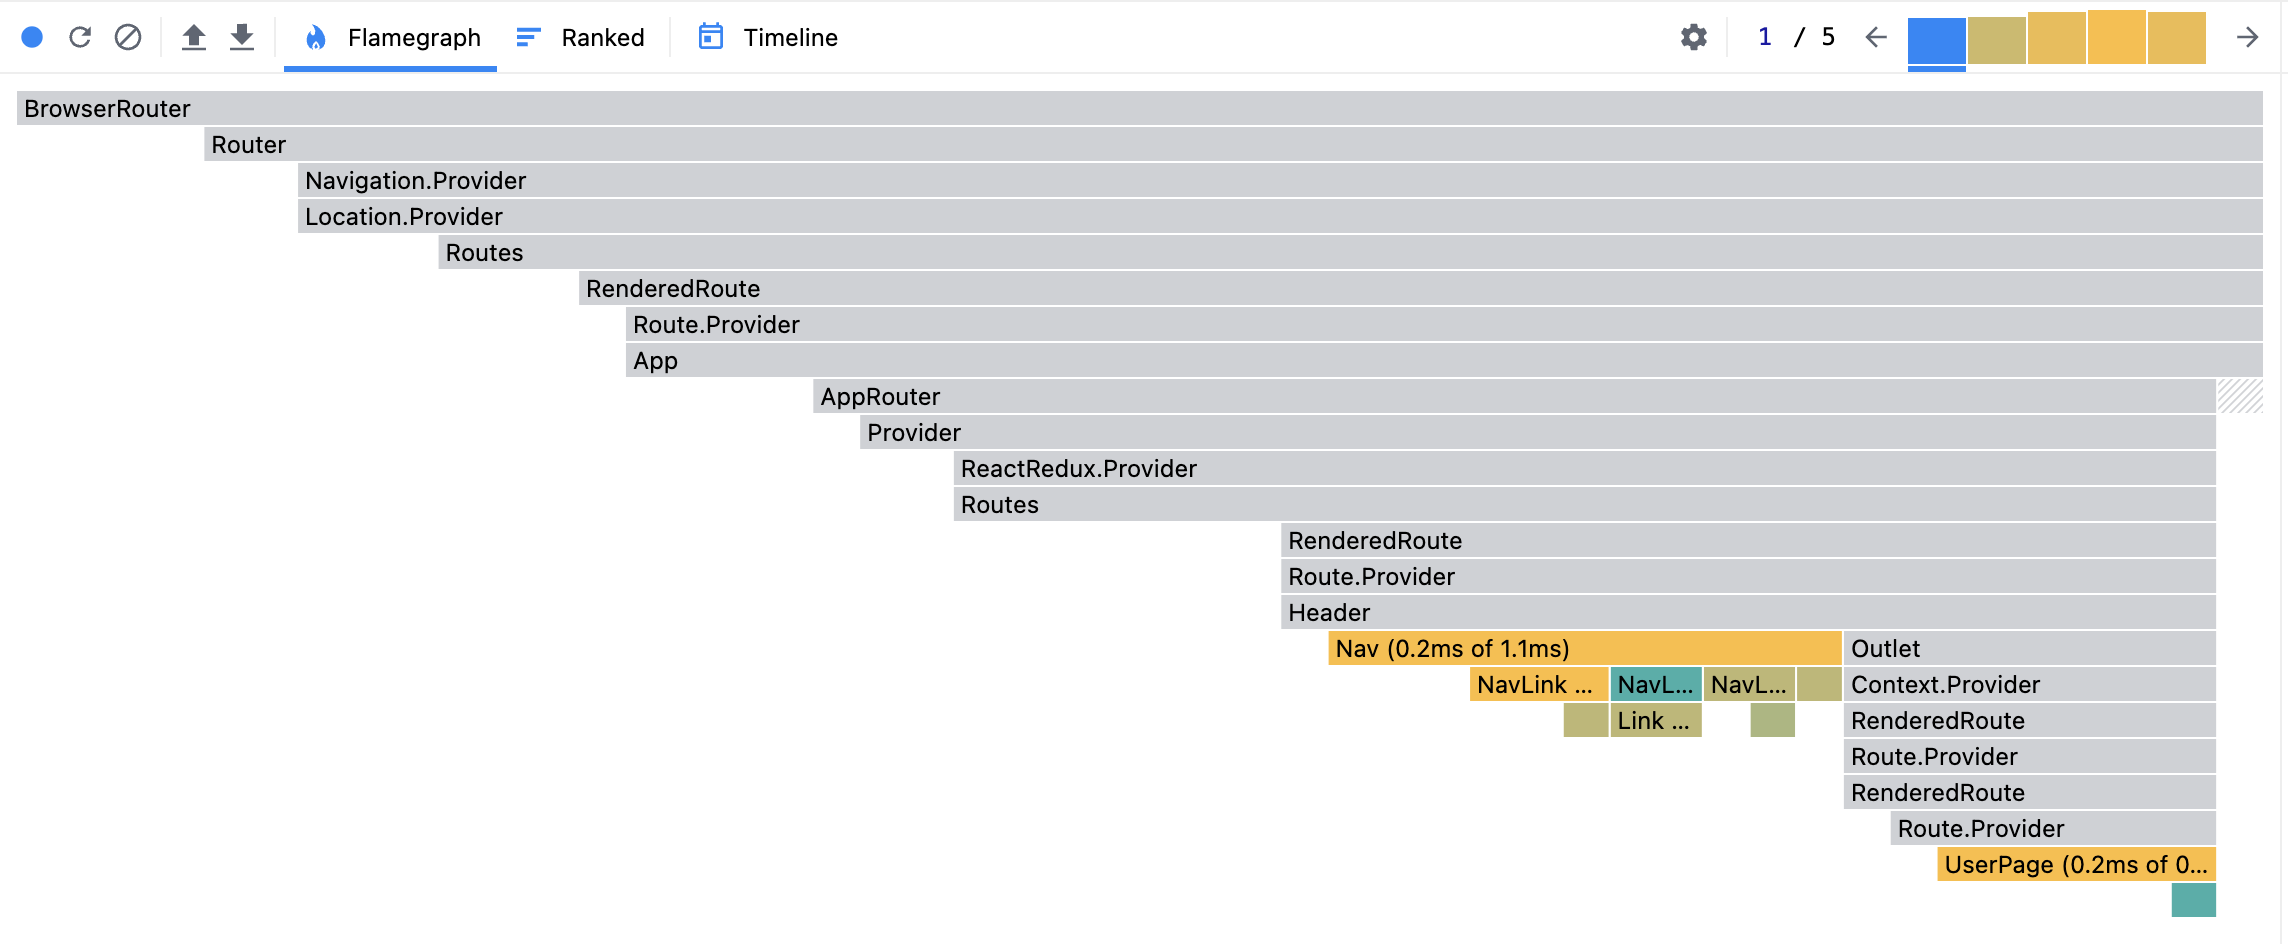 Flamegraph Ranked Timeline 1 / 5
BrowserRouter
Router
Navigation.Provider
Location.Provider
Routes
RenderedRoute
Route.Provider
App
AppRouter
Provider
ReactRedux.Provider
Routes
RenderedRoute
Route.Provider
Header
Nav (0.2ms of 1.1ms) Outlet
NavLink ... NavL... NavL... Context.Provider
Link ... RenderedRoute
Route.Provider
RenderedRoute
Route.Provider
UserPage (0.2ms of 0...